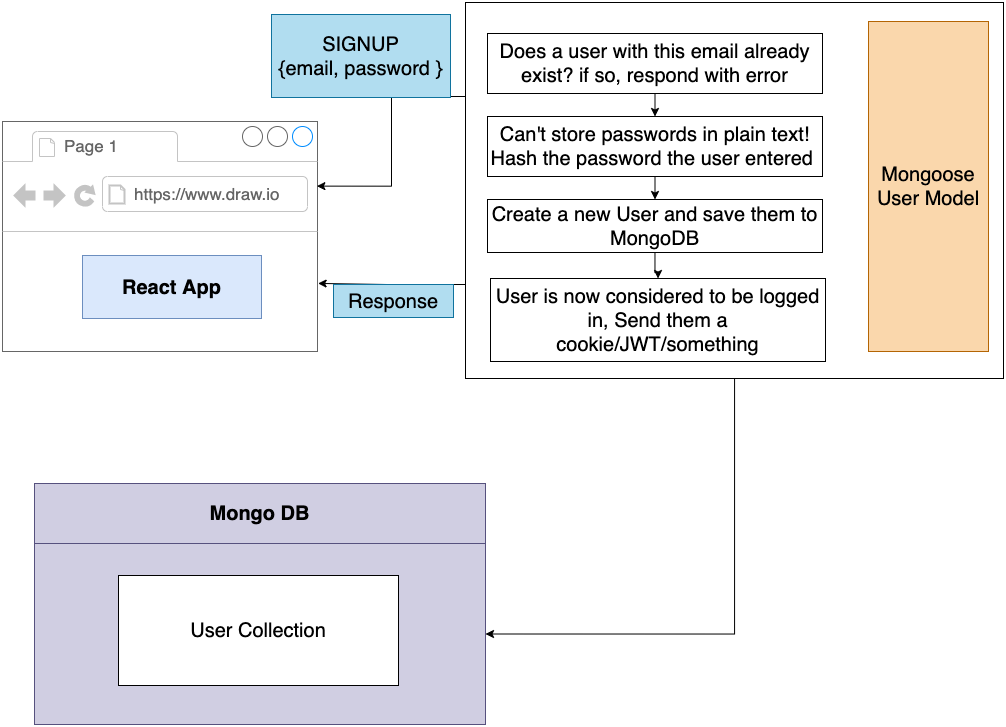 SIGNUP
{email, password }
Does a user with this email already
exist? if so, respond with error
Can't store passwords in plain text!
Hash the password the user entered
Create a new User and save them to
MongoDB
User is now considered to be logged
in, Send them a
cookie/JWT/something
Mongoose
User Model
Page 1
https://www.draw.io
React App
Response
Mongo DB
User Collection